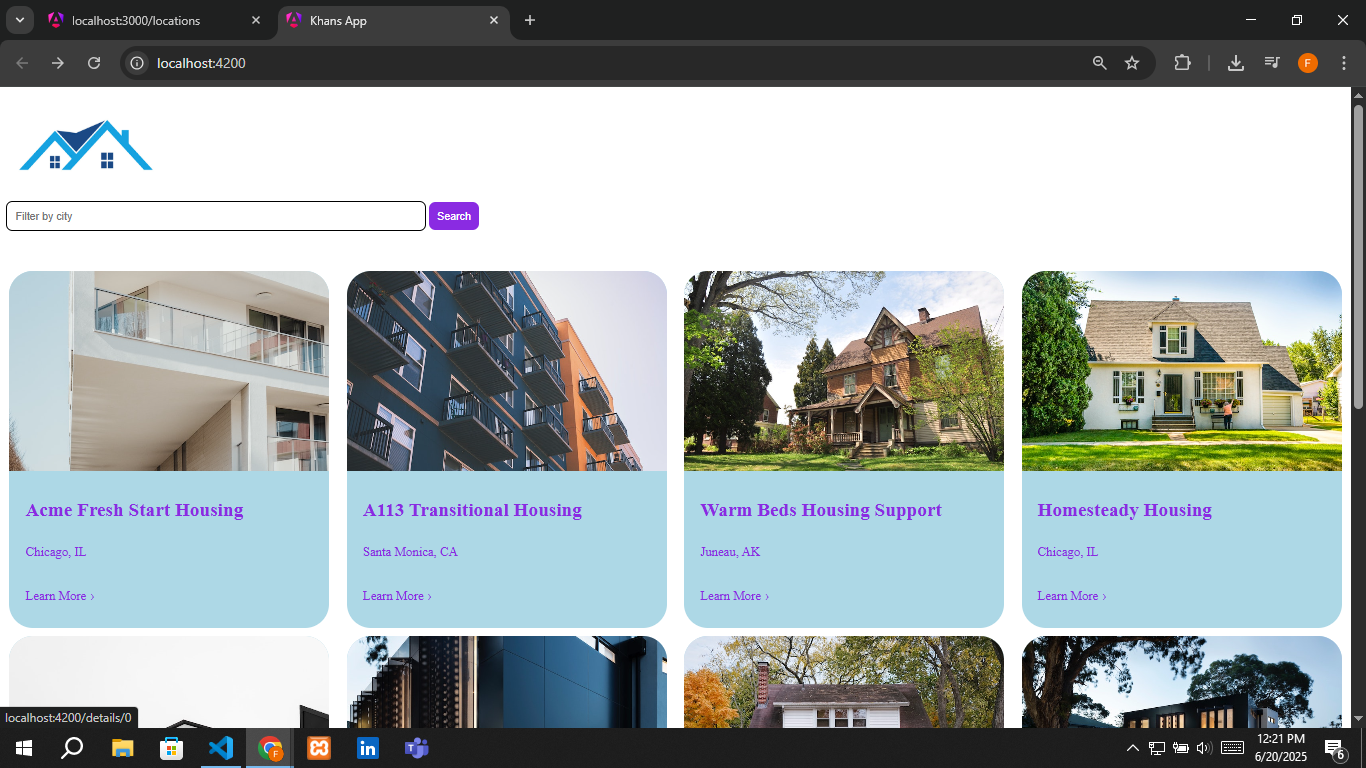 localhost:3000/locations
Khans App
localhost:4200
F
Filter by city
Search
Acme Fresh Start Housing
A113 Transitional Housing
Warm Beds Housing Support
Homesteady Housing
Chicago, IL
Santa Monica, CA
Juneau, AK
Chicago, IL
Learn More ›
Learn More ›
Learn More ›
Learn More ›
localhost:4200/details/0
F
in
T
12:21 PM
6/20/2025
6